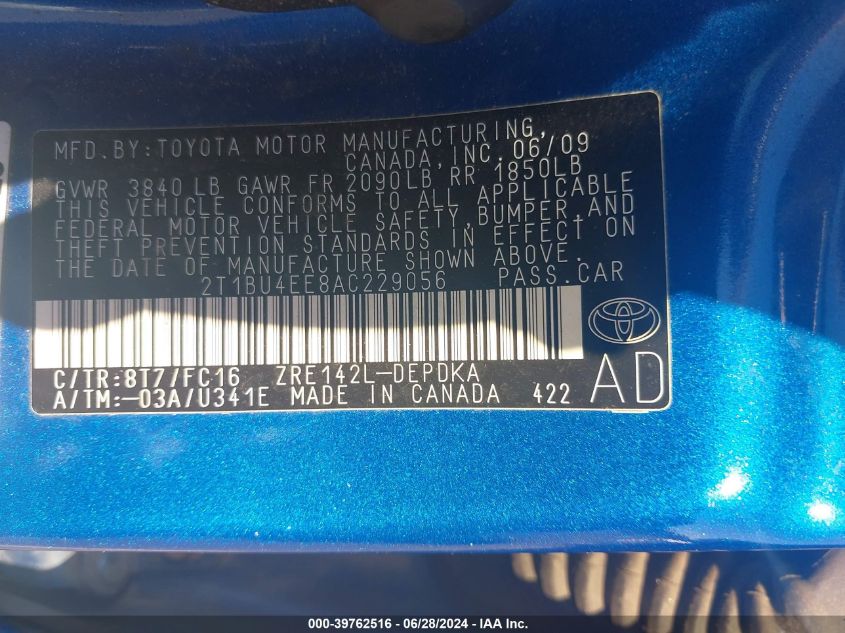 MFD. BY: TOYOTA MOTOR MANUFACTURING,
CANADA, INC. 06/09
GVWR 3840 LB GAWR FR 2090LB RR 1850LB
THIS VEHICLE CONFORMS TO ALL APPLICABLE
FEDERAL MOTOR VEHICLE SAFETY, BUMPER AND
THEFT PREVENTION STANDARDS IN EFFECT ON
THE DATE OF MANUFACTURE SHOWN ABOVE.
2T1BU4EE8AC229056 PASS. CAR
C/TR: 8T7/FC16 ZRE142L-DEPDKA AD
A/TM:-03A/U341E MADE IN CANADA 422
000-39762516 - 06/28/2024 - IAA Inc.